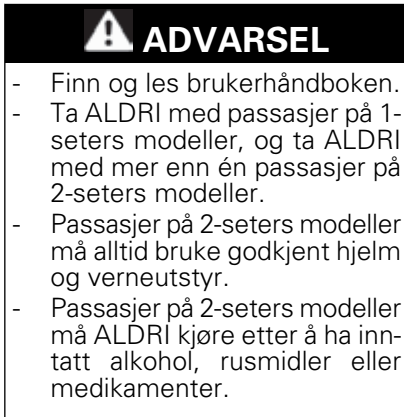 ADVARSEL
- Finn og les brukerhåndboken.
- Ta ALDRI med passasjer på 1-
seters modeller, og ta ALDRI
med mer enn én passasjer på
2-seters modeller.
- Passasjer på 2-seters modeller
må alltid bruke godkjent hjelm
og verneutstyr.
- Passasjer på 2-seters modeller
må ALDRI kjøre etter å ha inn-
tatt alkohol, rusmidler eller
medikamenter.